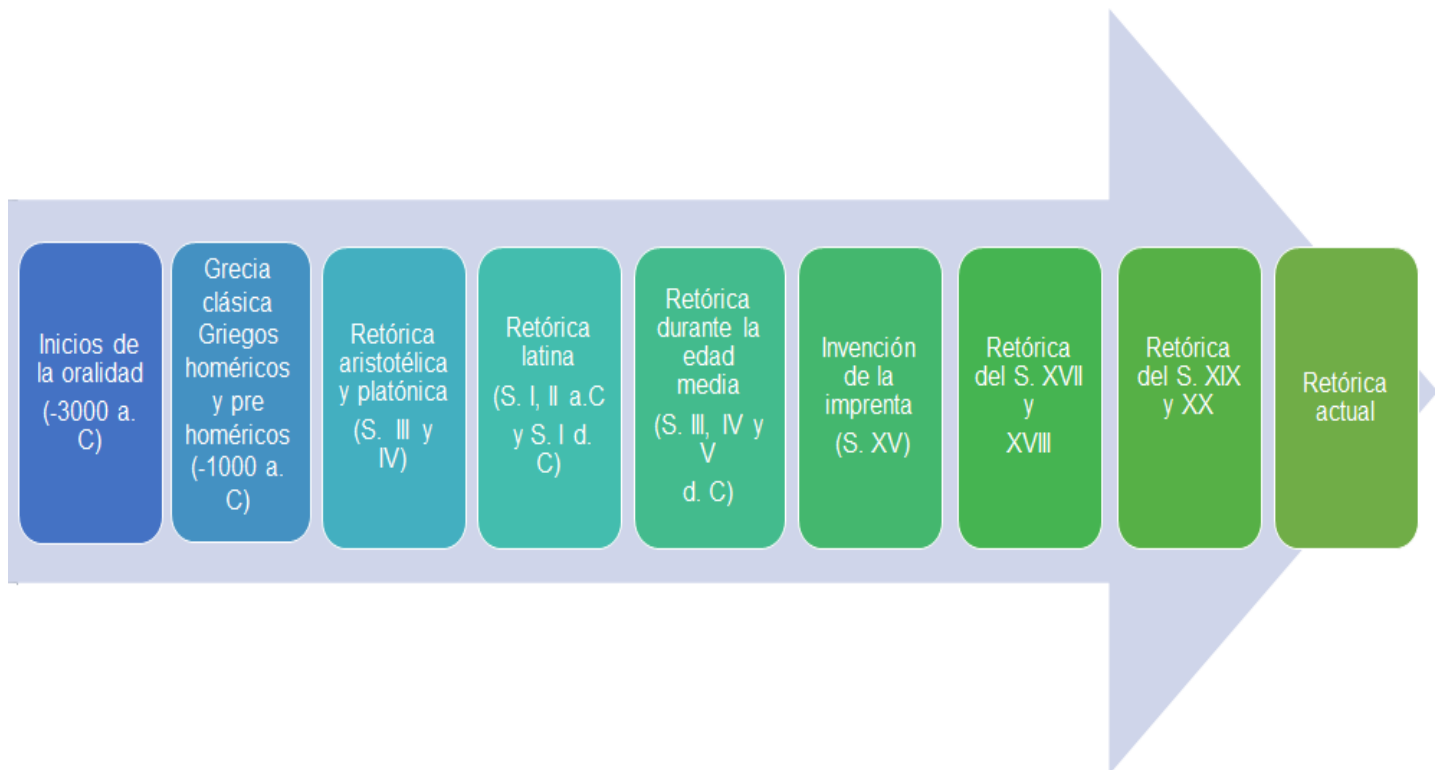 Inicios de
la oralidad
(-3000 a.
C)
Grecia
clásica
Griegos
homéricos
y pre
homéricos
(-1000 a.
C)
Retórica
aristotélica
y platónica
(S. III y
IV)
Retórica
latina
(S. I, II a.C
y S. I d.
C)
Retórica
durante la
edad
media
(S. III, IV y
V
d. C)
Invención
de la
imprenta
(S. XV)
Retórica
del S. XVII
y
XVIII
Retórica
del S. XIX
y XX
Retórica
actual